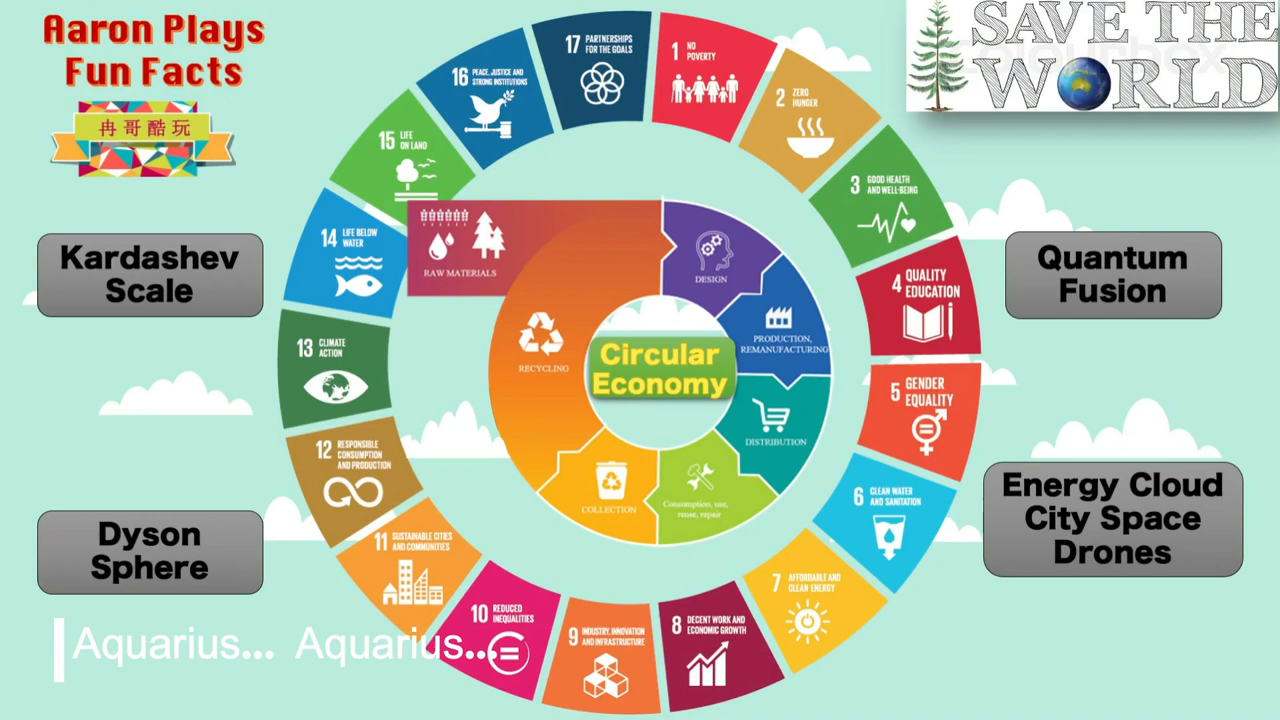 Aaron Plays
Fun Facts
冉哥酷玩
SAVE THE
WORLD
Kardashev
Scale
Dyson
Sphere
Quantum
Fusion
Energy Cloud
City Space
Drones
1 NO
POVERTY
2 ZERO
HUNGER
3 GOOD HEALTH
AND WELL-BEING
4 QUALITY
EDUCATION
5 GENDER
EQUALITY
6 CLEAN WATER
AND SANITATION
7 AFFORDABLE AND
CLEAN ENERGY
8 DECENT WORK AND
ECONOMIC GROWTH
9 INDUSTRY, INNOVATION
AND INFRASTRUCTURE
10 REDUCED
INEQUALITIES
11 SUSTAINABLE CITIES
AND COMMUNITIES
12 RESPONSIBLE
CONSUMPTION
AND PRODUCTION
13 CLIMATE
ACTION
14 LIFE BELOW
WATER
15 LIFE
ON LAND
16 PEACE, JUSTICE AND
STRONG INSTITUTIONS
17 PARTNERSHIPS
FOR THE GOALS
RAW MATERIALS
DESIGN
PRODUCTION,
REMANUFACTURING
DISTRIBUTION
Consumption, use,
reuse, repair
COLLECTION
RECYCLING
Circular
Economy
Aquarius... Aquarius...